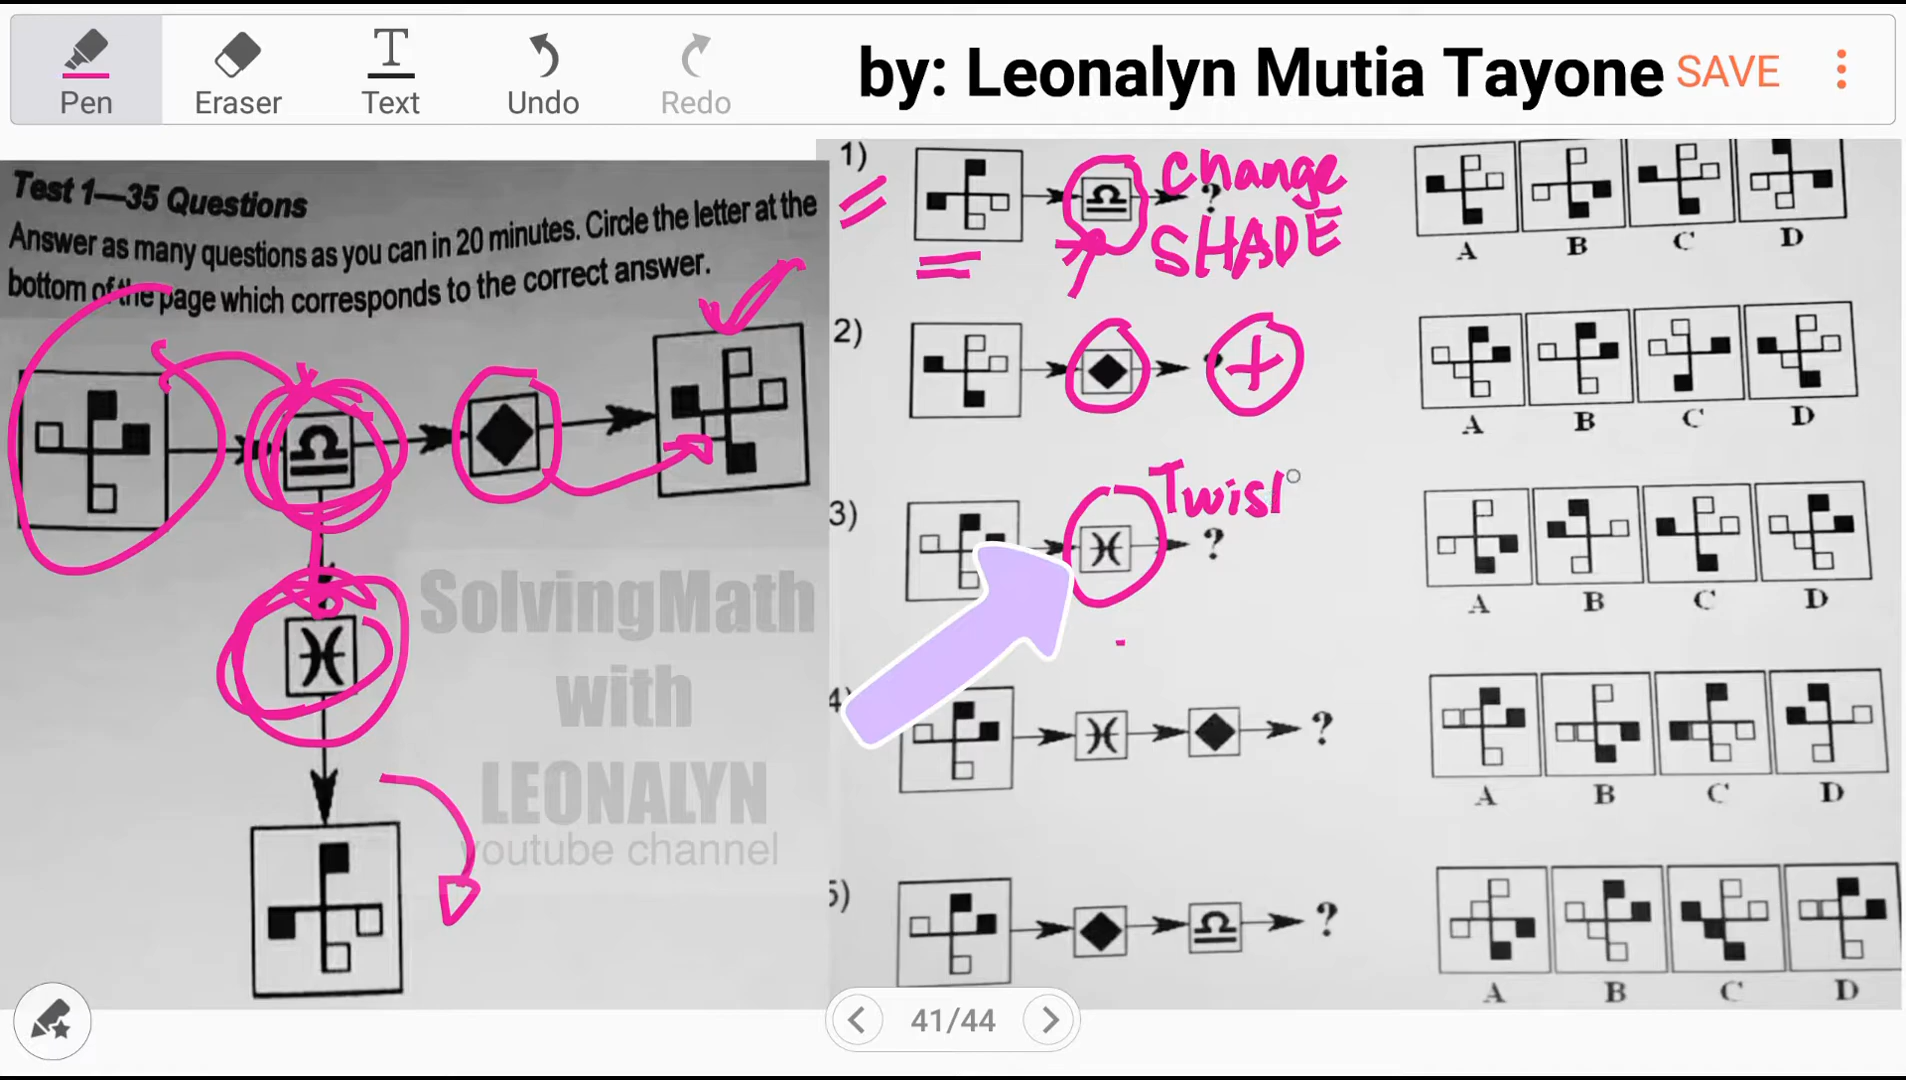 Pen
Eraser
Text
Undo
Redo
by: Leonalyn Mutia Tayone
SAVE
Test 1—35 Questions
Answer as many questions as you can in 20 minutes. Circle the letter at the
bottom of the page which corresponds to the correct answer.
SolvingMath
with
LEONALYN
youtube channel
1)
?
Change
SHADE
A
B
C
D
2)
?
+
A
B
C
D
3)
Twist
?
A
B
C
D
4)
?
A
B
C
D
5)
?
A
B
C
D
41/44